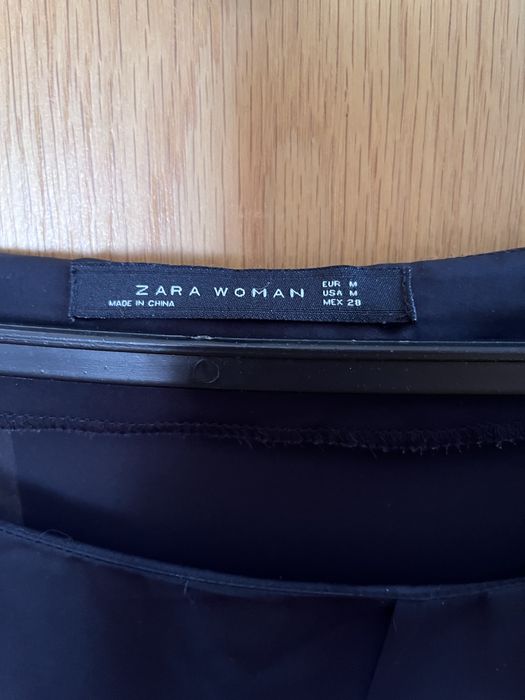 ZARA WOMAN
MADE IN CHINA
EUR M
USA M
MEX 28